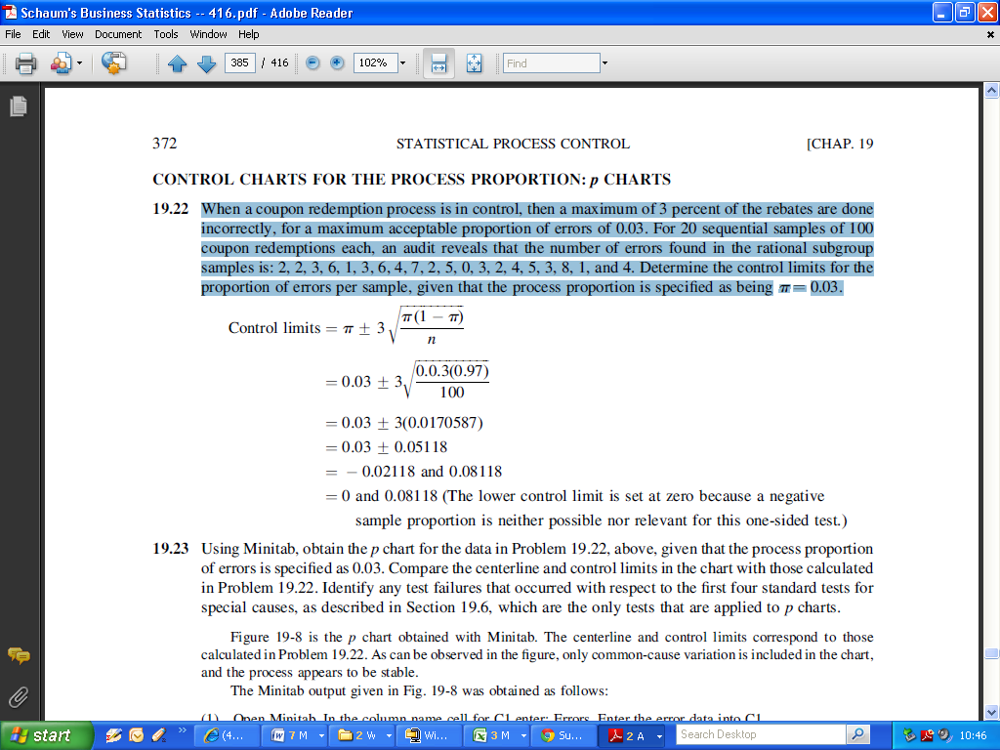 Schaum's Business Statistics -- 416.pdf - Adobe Reader
File Edit View Document Tools Window Help
385 / 416 102% Find
372 STATISTICAL PROCESS CONTROL [CHAP. 19
CONTROL CHARTS FOR THE PROCESS PROPORTION: p CHARTS
19.22 When a coupon redemption process is in control, then a maximum of 3 percent of the rebates are done
incorrectly, for a maximum acceptable proportion of errors of 0.03. For 20 sequential samples of 100
coupon redemptions each, an audit reveals that the number of errors found in the rational subgroup
samples is: 2, 2, 3, 6, 1, 3, 6, 4, 7, 2, 5, 0, 3, 2, 4, 5, 3, 8, 1, and 4. Determine the control limits for the
proportion of errors per sample, given that the process proportion is specified as being π = 0.03.
Control limits = π ± 3 √ π(1 − π) / n
= 0.03 ± 3 √ 0.0.3(0.97) / 100
= 0.03 ± 3(0.0170587)
= 0.03 ± 0.05118
= − 0.02118 and 0.08118
= 0 and 0.08118 (The lower control limit is set at zero because a negative
sample proportion is neither possible nor relevant for this one-sided test.)
19.23 Using Minitab, obtain the p chart for the data in Problem 19.22, above, given that the process proportion
of errors is specified as 0.03. Compare the centerline and control limits in the chart with those calculated
in Problem 19.22. Identify any test failures that occurred with respect to the first four standard tests for
special causes, as described in Section 19.6, which are the only tests that are applied to p charts.
Figure 19-8 is the p chart obtained with Minitab. The centerline and control limits correspond to those
calculated in Problem 19.22. As can be observed in the figure, only common-cause variation is included in the chart,
and the process appears to be stable.
The Minitab output given in Fig. 19-8 was obtained as follows:
(1) Open Minitab. In the column name cell for C1 enter: Errors. Enter the error data into C1.
start (4... 7 M 2 W Wi... 3 M Su... 2 A Search Desktop 10:46